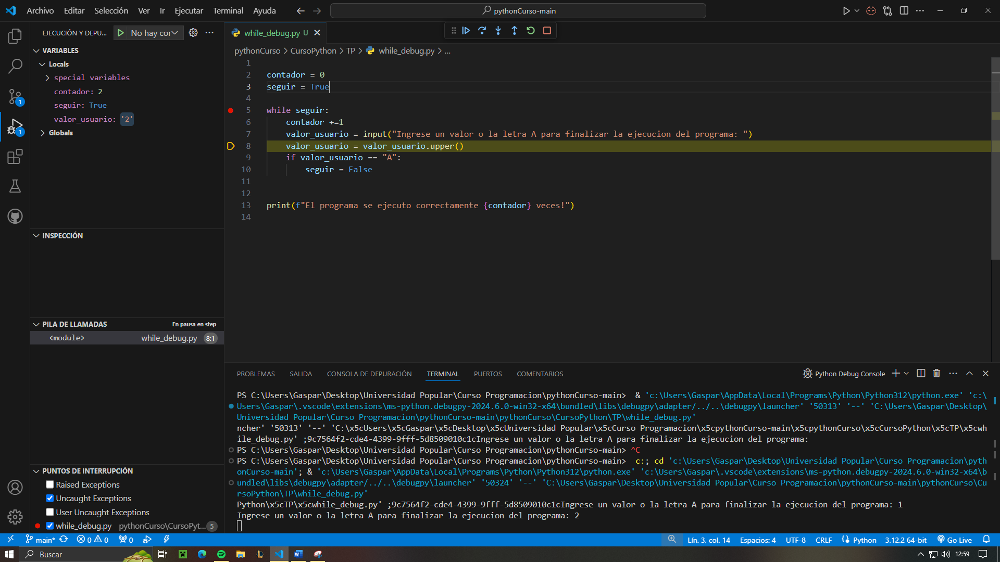 Archivo Editar Selección Ver Ir Ejecutar Terminal Ayuda pythonCurso-main
EJECUCIÓN Y DEPU... No hay co
while_debug.py U
VARIABLES
pythonCurso > CursoPython > TP > while_debug.py > ...
Locals
special variables
contador: 2
seguir: True
valor_usuario: '2'
Globals
1
2 contador = 0
3 seguir = True
4
5 while seguir:
6 contador +=1
7 valor_usuario = input("Ingrese un valor o la letra A para finalizar la ejecucion del programa: ")
8 valor_usuario = valor_usuario.upper()
9 if valor_usuario == "A":
10 seguir = False
11
12
13 print(f"El programa se ejecuto correctamente {contador} veces!")
14
INSPECCIÓN
PILA DE LLAMADAS En pausa en step
<module> while_debug.py 8:1
PUNTOS DE INTERRUPCIÓN
Raised Exceptions
Uncaught Exceptions
User Uncaught Exceptions
while_debug.py pythonCurso\CursoPyt... 5
PROBLEMAS SALIDA CONSOLA DE DEPURACIÓN TERMINAL PUERTOS COMENTARIOS Python Debug Console
PS C:\Users\Gaspar\Desktop\Universidad Popular\Curso Programacion\pythonCurso-main>  & 'c:\Users\Gaspar\AppData\Local\Programs\Python\Python312\python.exe' 'c:\
Users\Gaspar\.vscode\extensions\ms-python.debugpy-2024.6.0-win32-x64\bundled\libs\debugpy\adapter/../..\debugpy\launcher' '50313' '--' 'C:\Users\Gaspar\Desktop\
Universidad Popular\Curso Programacion\pythonCurso-main\pythonCurso\CursoPython\TP\while_debug.py'
ncher' '50313' '--' 'C:\x5cUsers\x5cGaspar\x5cDesktop\x5cUniversidad Popular\x5cCurso Programacion\x5cpythonCurso-main\x5cpythonCurso\x5cCursoPython\x5cTP\x5cwh
ile_debug.py' ;9c7564f2-cde4-4399-9fff-5d8509010c1cIngrese un valor o la letra A para finalizar la ejecucion del programa:
PS C:\Users\Gaspar\Desktop\Universidad Popular\Curso Programacion\pythonCurso-main> ^C
PS C:\Users\Gaspar\Desktop\Universidad Popular\Curso Programacion\pythonCurso-main>  c:; cd 'c:\Users\Gaspar\Desktop\Universidad Popular\Curso Programacion\pyth
onCurso-main'; & 'c:\Users\Gaspar\AppData\Local\Programs\Python\Python312\python.exe' 'c:\Users\Gaspar\.vscode\extensions\ms-python.debugpy-2024.6.0-win32-x64\b
undled\libs\debugpy\adapter/../..\debugpy\launcher' '50324' '--' 'C:\Users\Gaspar\Desktop\Universidad Popular\Curso Programacion\pythonCurso-main\pythonCurso\Cu
rsoPython\TP\while_debug.py'
Python\x5cTP\x5cwhile_debug.py' ;9c7564f2-cde4-4399-9fff-5d8509010c1cIngrese un valor o la letra A para finalizar la ejecucion del programa: 1
Ingrese un valor o la letra A para finalizar la ejecucion del programa: 2
main* 0 0 0 Lín. 3, col. 14 Espacios: 4 UTF-8 CRLF Python 3.12.2 64-bit Go Live
Buscar 12:59